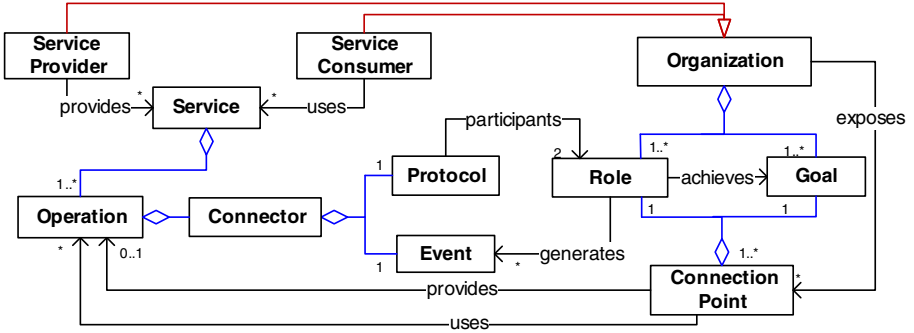 Service
Provider
Service
Consumer
Organization
provides
*
Service
*
uses
participants
exposes
1..*
1
Protocol
2
1..*
Role
achieves
1..*
Goal
Operation
Connector
1
1
*
0..1
1
Event
*
generates
1..*
Connection
Point
*
provides
uses